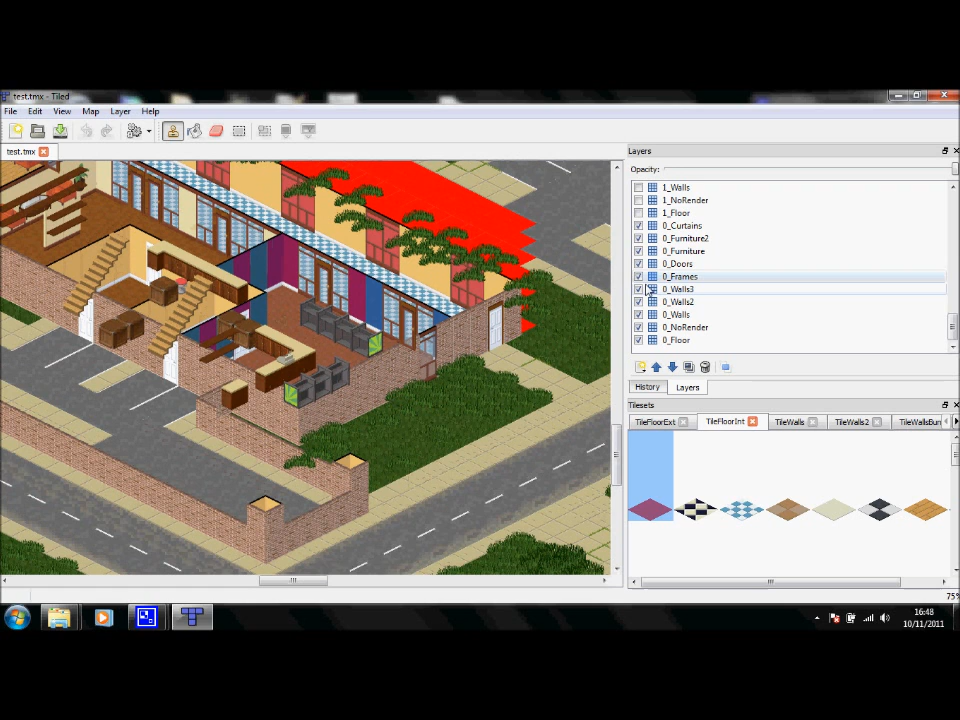 test.tmx - Tiled
File Edit View Map Layer Help
test.tmx
Layers
Opacity:
1_Walls
1_NoRender
1_Floor
0_Curtains
0_Furniture2
0_Furniture
0_Doors
0_Frames
0_Walls3
0_Walls2
0_Walls
0_NoRender
0_Floor
History Layers
Tilesets
TileFloorExt TileFloorInt TileWalls TileWalls2 TileWallsBun
75%
16:48
10/11/2011